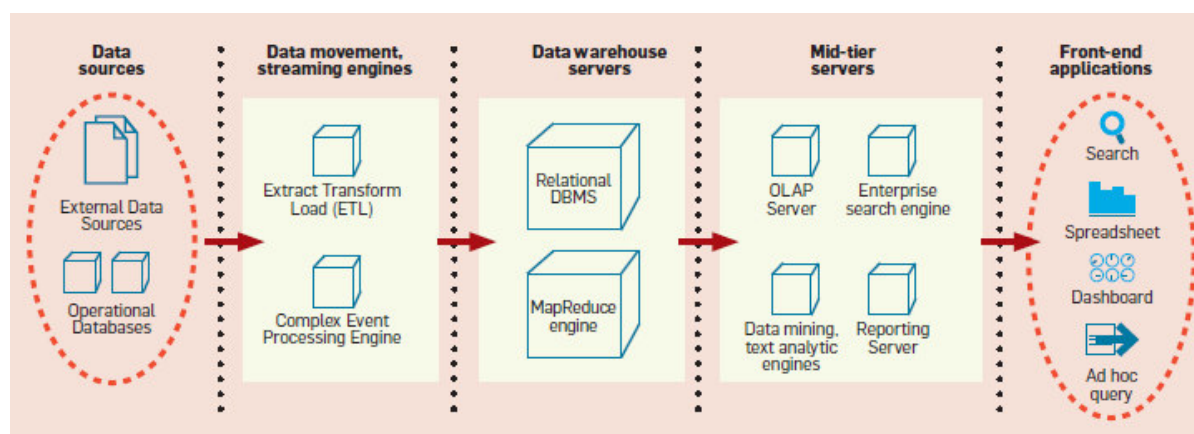 Data
sources
Data movement,
streaming engines
Data warehouse
servers
Mid-tier
servers
Front-end
applications
External Data
Sources
Operational
Databases
Extract Transform
Load (ETL)
Complex Event
Processing Engine
Relational
DBMS
MapReduce
engine
OLAP
Server
Enterprise
search engine
Data mining,
text analytic
engines
Reporting
Server
Search
Spreadsheet
Dashboard
Ad hoc
query